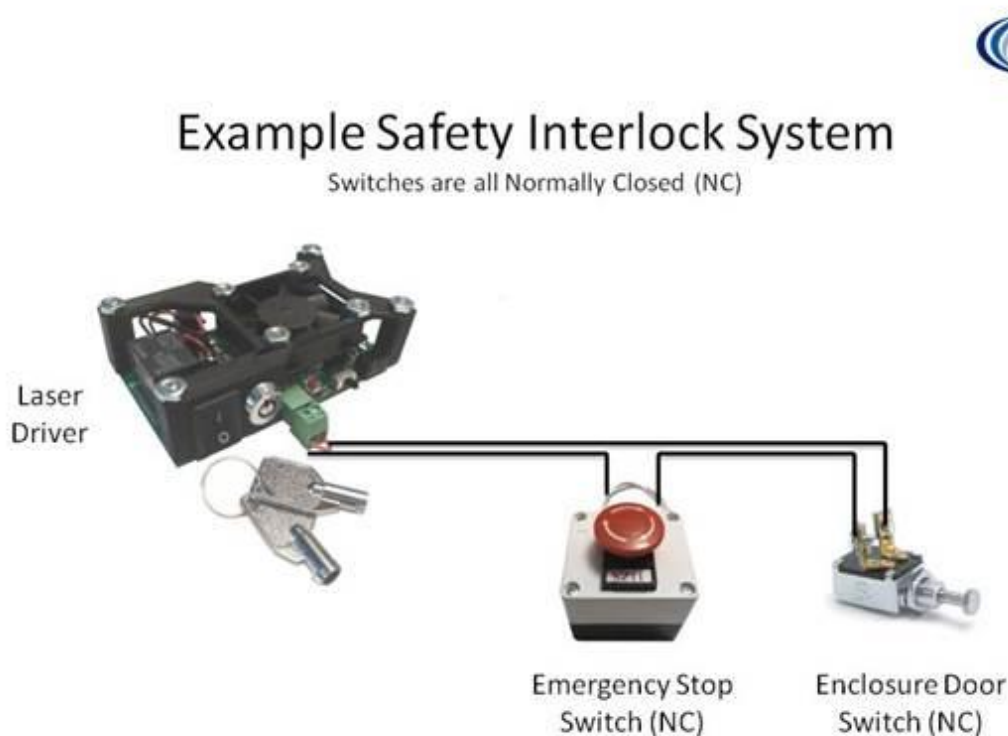 Example Safety Interlock System
Switches are all Normally Closed (NC)
Laser
Driver
Emergency Stop
Switch (NC)
Enclosure Door
Switch (NC)